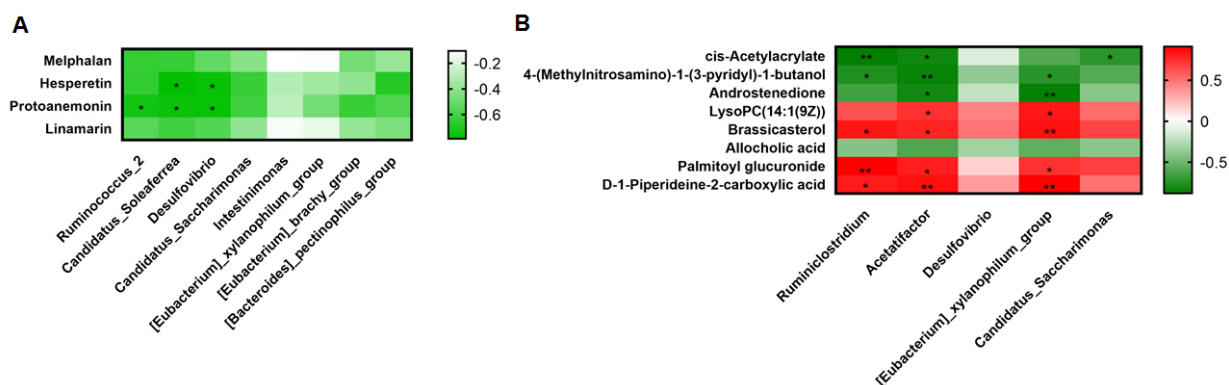 A
Melphalan
Hesperetin
Protoanemonin
Linamarin
* *
* * *
-0.2
-0.4
-0.6
Ruminococcus_2
Candidatus_Soleaferrea
Desulfovibrio
Candidatus_Saccharimonas
Intestinimonas
[Eubacterium]_xylanophilum_group
[Eubacterium]_brachy_group
[Bacteroides]_pectinophilus_group
B
cis-Acetylacrylate
4-(Methylnitrosamino)-1-(3-pyridyl)-1-butanol
Androstenedione
LysoPC(14:1(9Z))
Brassicasterol
Allocholic acid
Palmitoyl glucuronide
D-1-Piperideine-2-carboxylic acid
** * *
* ** *
* **
* *
* * **
** * *
* ** **
0.5
0
-0.5
Ruminiclostridium
Acetatifactor
Desulfovibrio
[Eubacterium]_xylanophilum_group
Candidatus_Saccharimonas